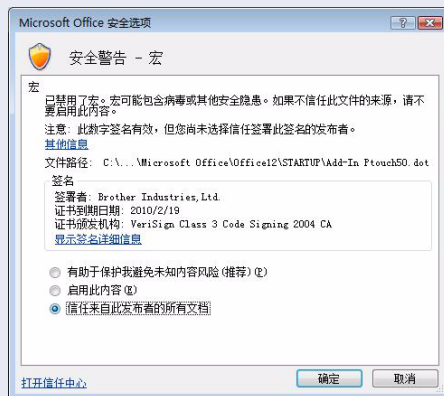 Microsoft Office 安全选项
安全警告 - 宏
宏
已禁用了宏。宏可能包含病毒或其他安全隐患。如果不信任此文件的来源，请不
要启用此内容。
注意: 此数字签名有效，但您尚未选择信任签署此签名的发布者。
其他信息
文件路径: C:\...\Microsoft Office\Office12\STARTUP\Add-In Ptouch50.dot
签名
签署者: Brother Industries,Ltd.
证书到期日期: 2010/2/19
证书颁发机构: VeriSign Class 3 Code Signing 2004 CA
显示签名详细信息
有助于保护我避免未知内容风险(推荐)(P)
启用此内容(E)
信任来自此发布者的所有文档
打开信任中心
确定
取消